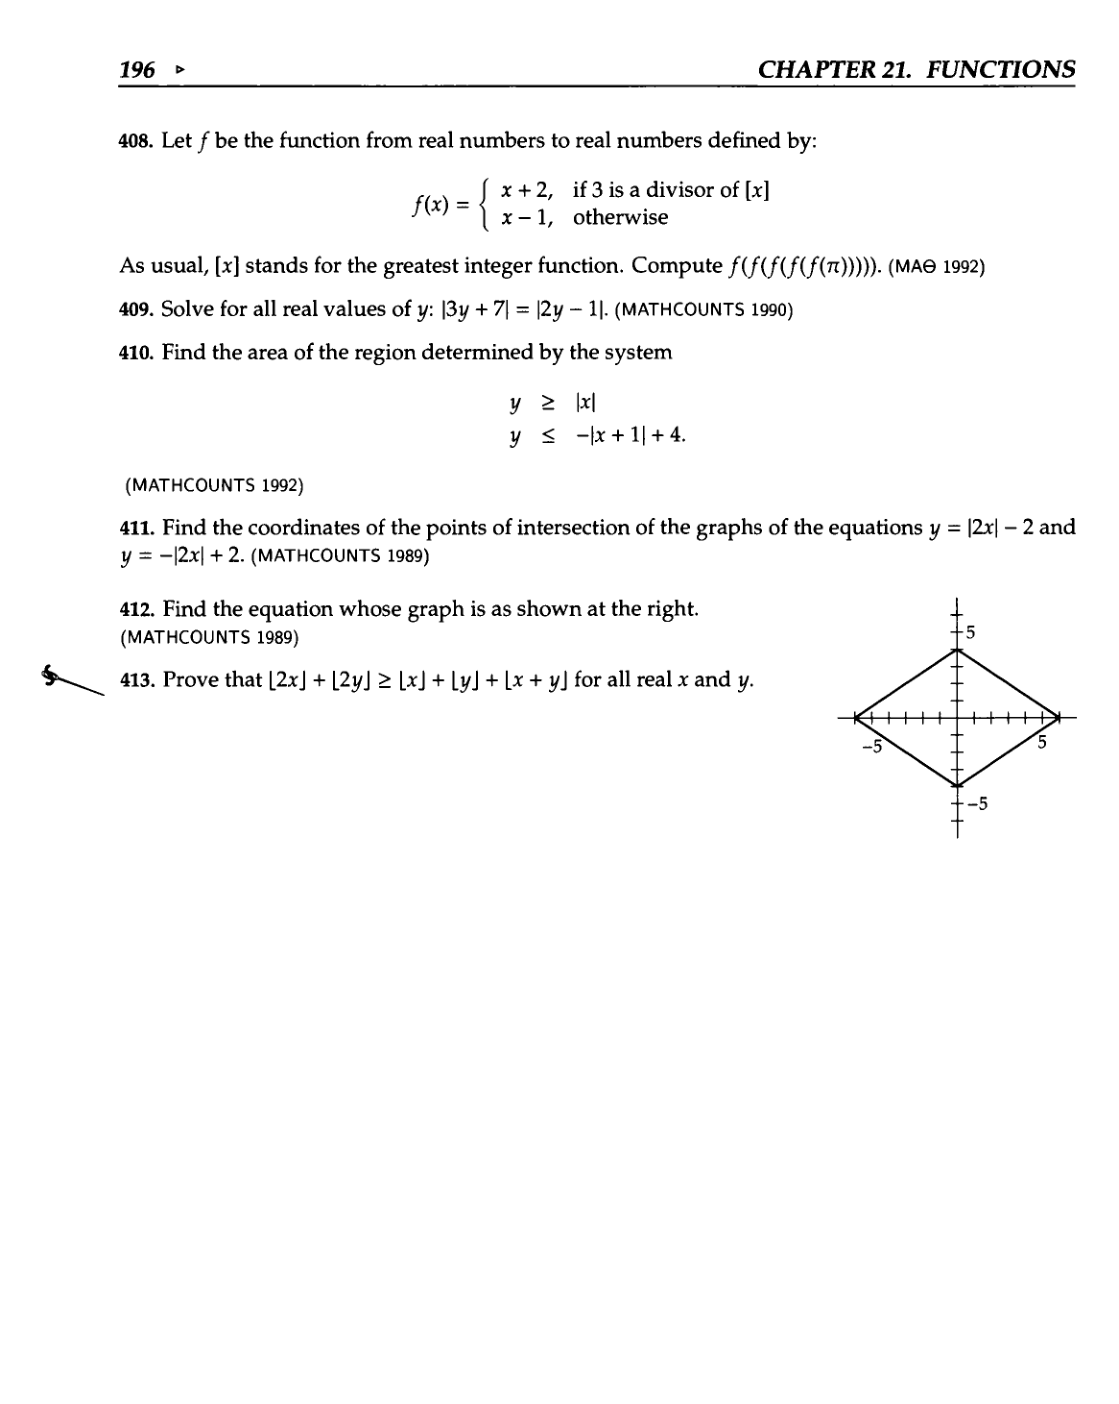 196 ▹ CHAPTER 21. FUNCTIONS
408. Let f be the function from real numbers to real numbers defined by:
f(x) = { x + 2, if 3 is a divisor of [x]
x − 1, otherwise
As usual, [x] stands for the greatest integer function. Compute f(f(f(f(f(π))))). (MAΘ 1992)
409. Solve for all real values of y: |3y + 7| = |2y − 1|. (MATHCOUNTS 1990)
410. Find the area of the region determined by the system
y ≥ |x|
y ≤ −|x + 1| + 4.
(MATHCOUNTS 1992)
411. Find the coordinates of the points of intersection of the graphs of the equations y = |2x| − 2 and
y = −|2x| + 2. (MATHCOUNTS 1989)
412. Find the equation whose graph is as shown at the right.
(MATHCOUNTS 1989)
413. Prove that ⌊2x⌋ + ⌊2y⌋ ≥ ⌊x⌋ + ⌊y⌋ + ⌊x + y⌋ for all real x and y.
5
−5
5
−5